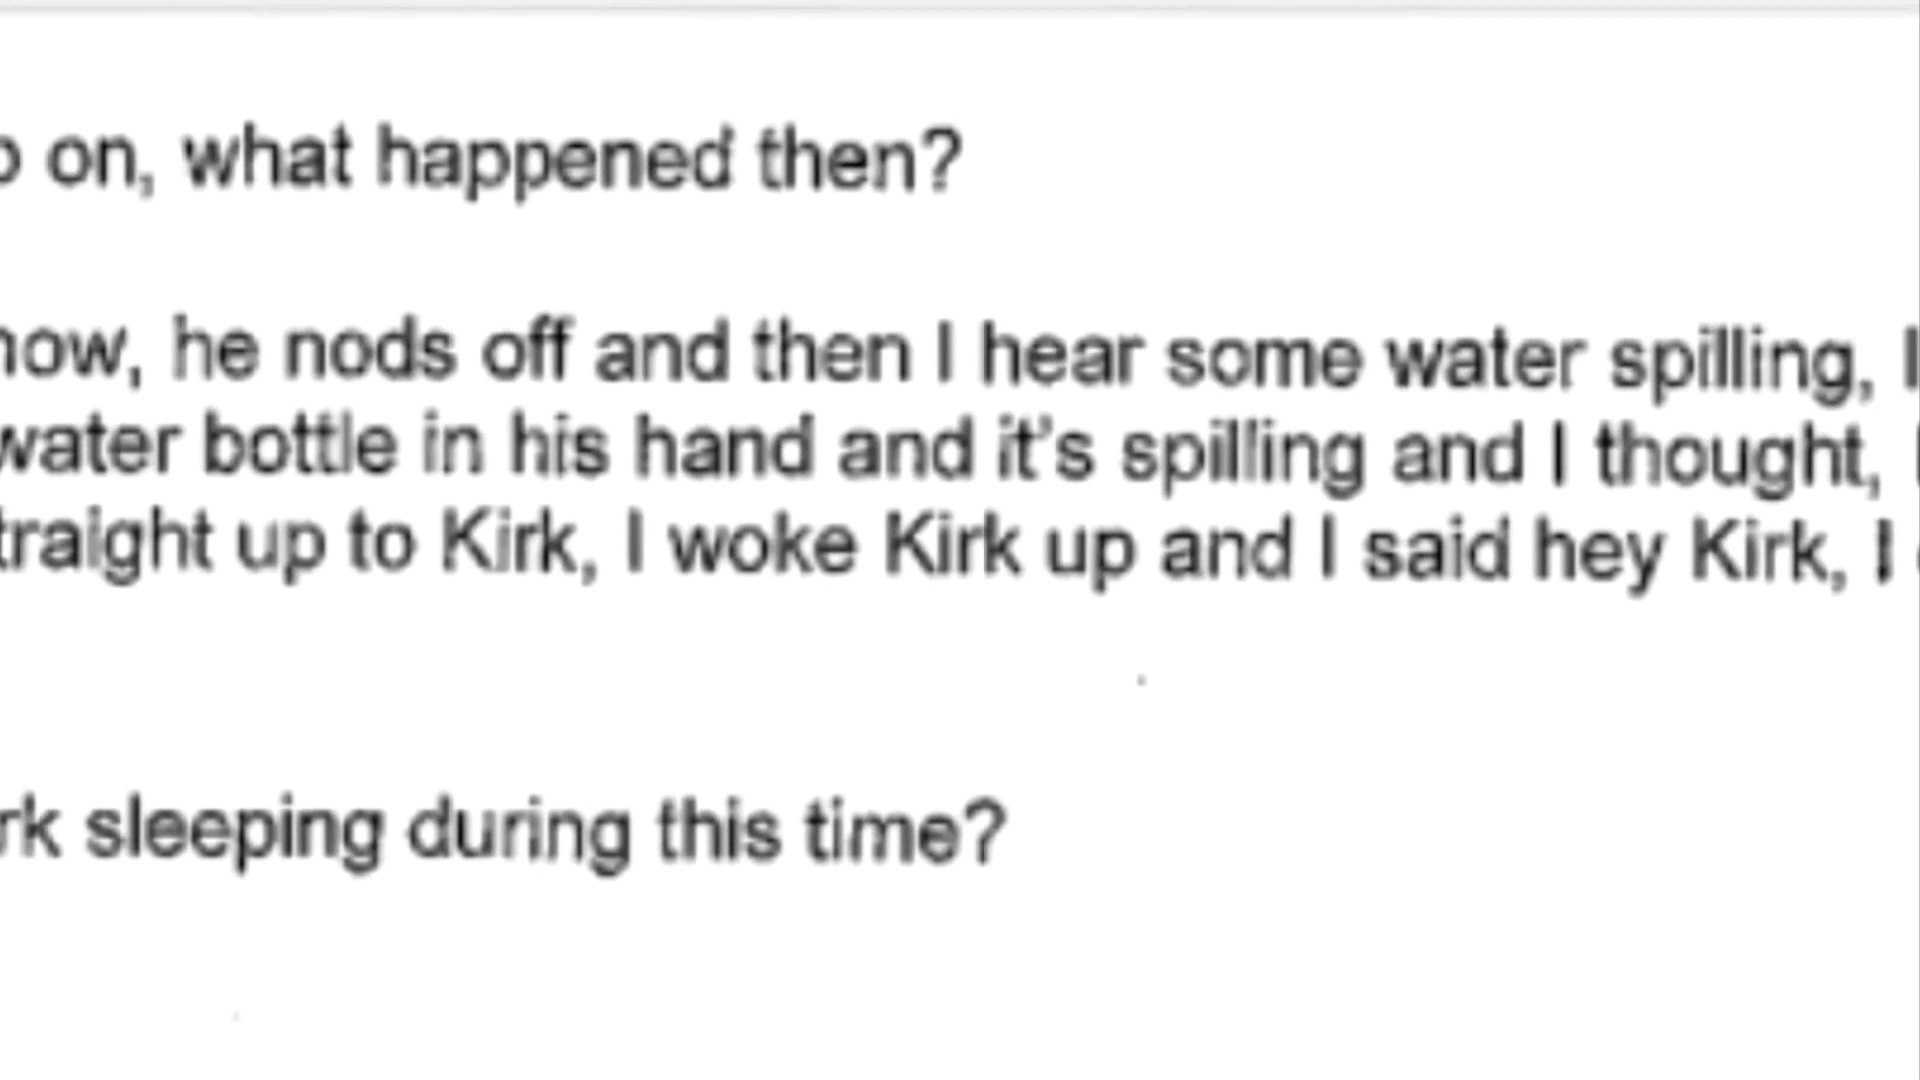 on, what happened then?
he nods off and then I hear some water spilling, I
water bottle in his hand and it's spilling and I thought,
traight up to Kirk, I woke Kirk up and I said hey Kirk, I
rk sleeping during this time?